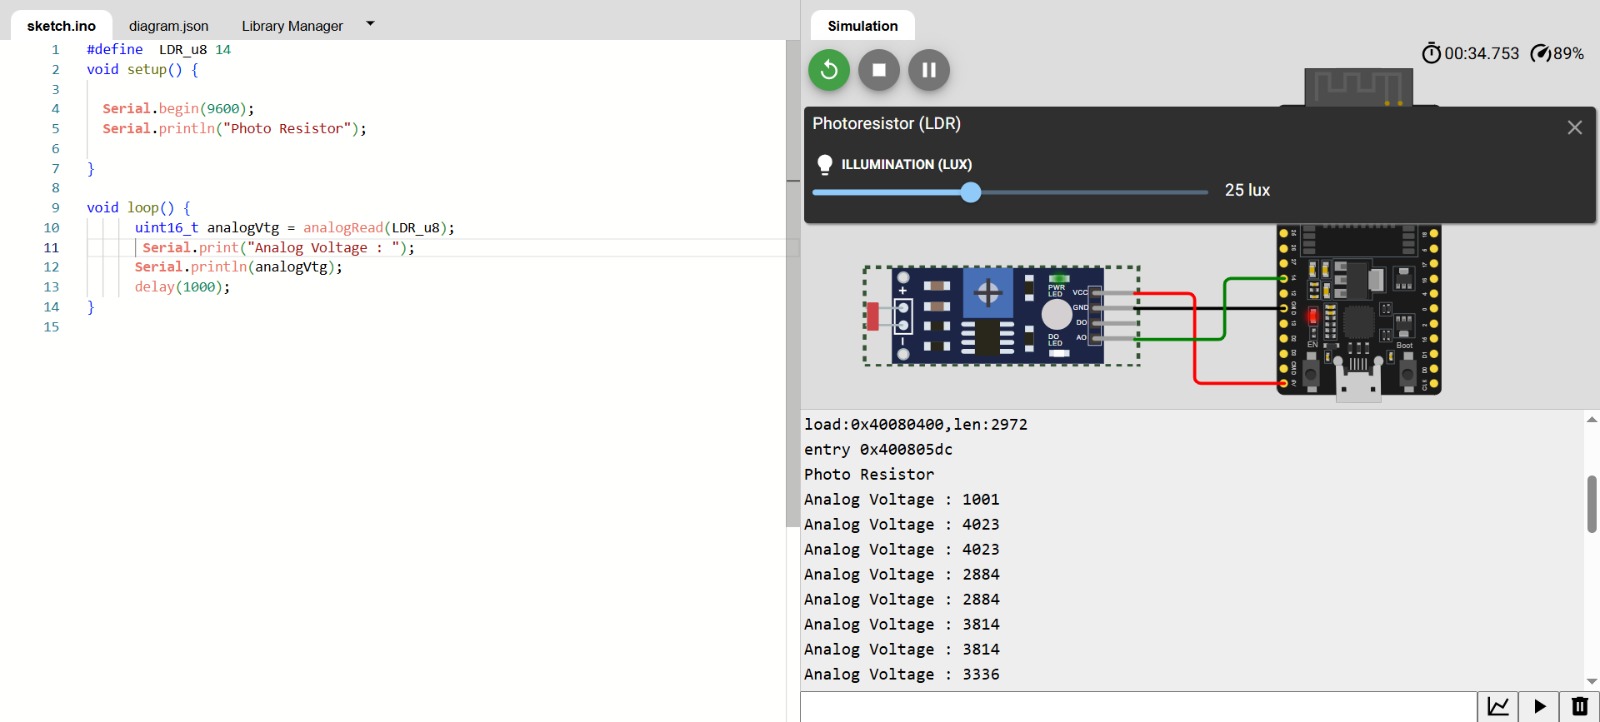 sketch.ino diagram.json Library Manager
1 #define  LDR_u8 14
2 void setup() {
3
4 Serial.begin(9600);
5 Serial.println("Photo Resistor");
6
7 }
8
9 void loop() {
10 uint16_t analogVtg = analogRead(LDR_u8);
11 Serial.print("Analog Voltage : ");
12 Serial.println(analogVtg);
13 delay(1000);
14 }
15
Simulation
00:34.753 89%
Photoresistor (LDR)
ILLUMINATION (LUX)
25 lux
PWR
LED
VCC
GND
DO
AO
DO
LED
EN
Boot
load:0x40080400,len:2972
entry 0x400805dc
Photo Resistor
Analog Voltage : 1001
Analog Voltage : 4023
Analog Voltage : 4023
Analog Voltage : 2884
Analog Voltage : 2884
Analog Voltage : 3814
Analog Voltage : 3814
Analog Voltage : 3336